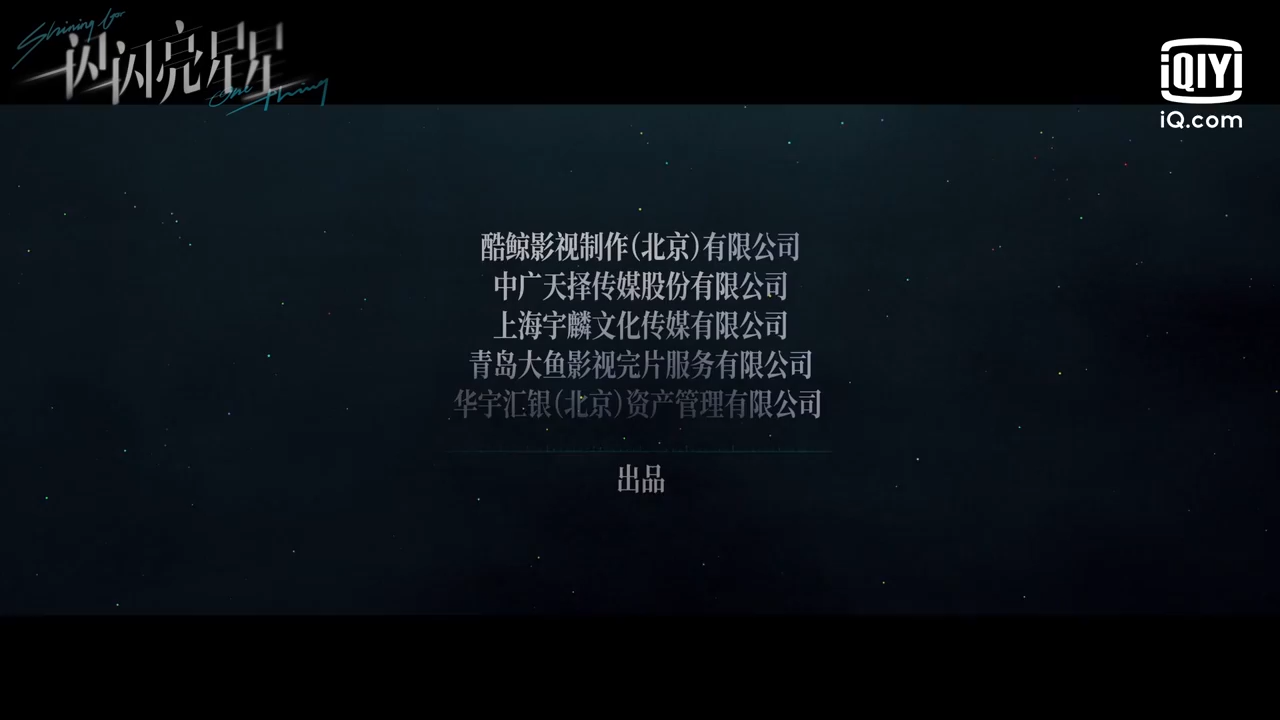 Shining For
闪闪亮星星
One Thing
iQIYI
iQ.com
酷鲸影视制作(北京)有限公司
中广天择传媒股份有限公司
上海宇麟文化传媒有限公司
青岛大鱼影视完片服务有限公司
华宇汇银(北京)资产管理有限公司
出品